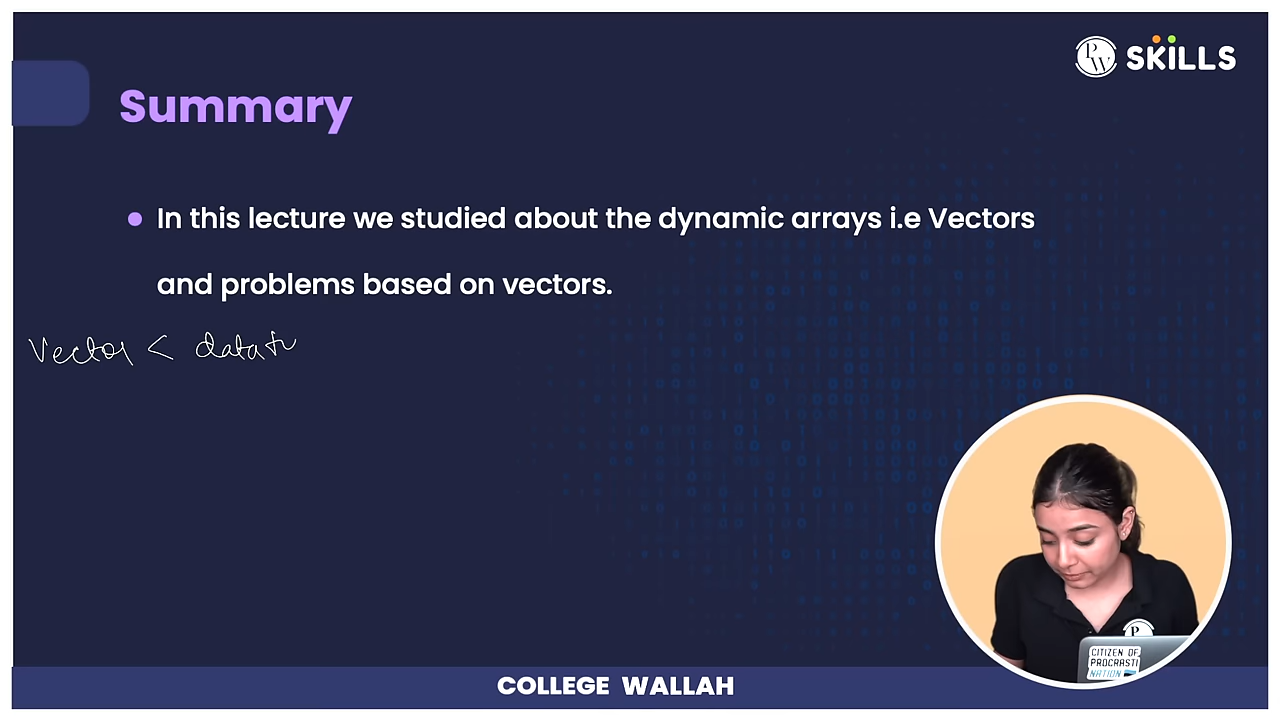 PW SKILLS
Summary
In this lecture we studied about the dynamic arrays i.e Vectors
and problems based on vectors.
Vector <
P
CITIZEN OF
PROCRASTI
NATION
COLLEGE WALLAH